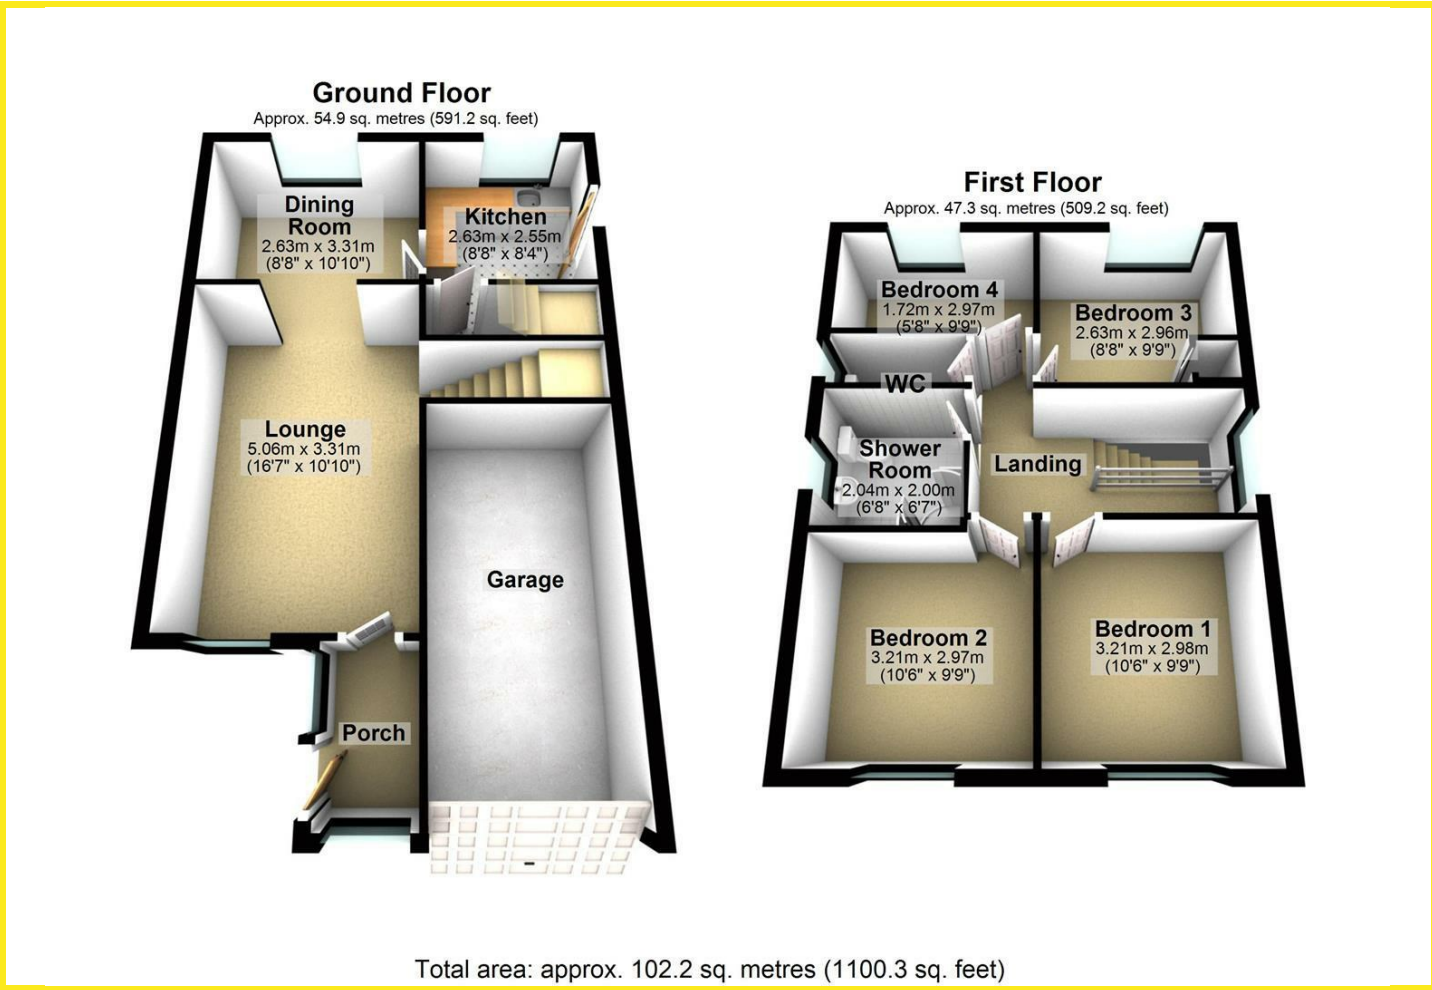 Ground Floor
Approx. 54.9 sq. metres (591.2 sq. feet)
Dining
Room
2.63m x 3.31m
(8'8" x 10'10")
Kitchen
2.63m x 2.55m
(8'8" x 8'4")
Lounge
5.06m x 3.31m
(16'7" x 10'10")
Garage
Porch
First Floor
Approx. 47.3 sq. metres (509.2 sq. feet)
Bedroom 4
1.72m x 2.97m
(5'8" x 9'9")
Bedroom 3
2.63m x 2.96m
(8'8" x 9'9")
WC
Shower
Room
2.04m x 2.00m
(6'8" x 6'7")
Landing
Bedroom 2
3.21m x 2.97m
(10'6" x 9'9")
Bedroom 1
3.21m x 2.98m
(10'6" x 9'9")
Total area: approx. 102.2 sq. metres (1100.3 sq. feet)